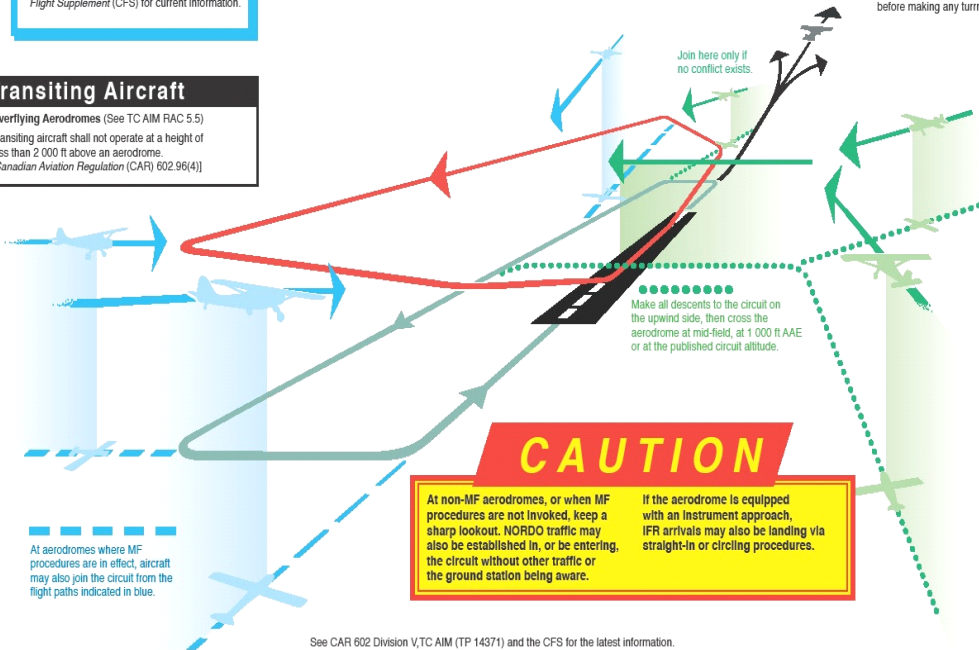 Flight Supplement (CFS) for current information.
before making any turn
Join here only if
no conflict exists.
ransiting Aircraft
verflying Aerodromes (See TC AIM RAC 5.5)
ansiting aircraft shall not operate at a height of
ss than 2 000 ft above an aerodrome.
Canadian Aviation Regulation (CAR) 602.96(4)]
Make all descents to the circuit on
the upwind side, then cross the
aerodrome at mid-field, at 1 000 ft AAE
or at the published circuit altitude.
CAUTION
At non-MF aerodromes, or when MF
procedures are not invoked, keep a
sharp lookout. NORDO traffic may
also be established in, or be entering,
the circuit without other traffic or
the ground station being aware.
If the aerodrome is equipped
with an instrument approach,
IFR arrivals may also be landing via
straight-in or circling procedures.
At aerodromes where MF
procedures are in effect, aircraft
may also join the circuit from the
flight paths indicated in blue.
See CAR 602 Division V,TC AIM (TP 14371) and the CFS for the latest information.